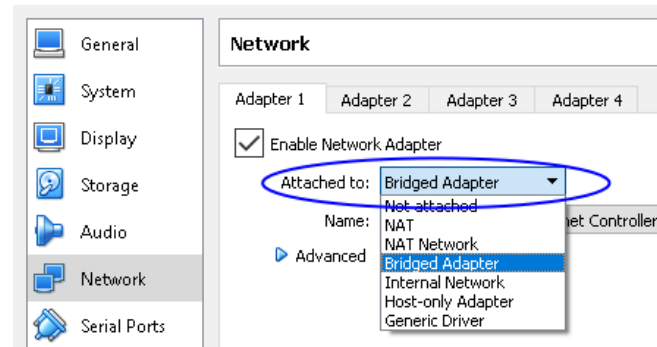 General
System
Display
Storage
Audio
Network
Serial Ports
Network
Adapter 1
Adapter 2
Adapter 3
Adapter 4
Enable Network Adapter
Attached to: Bridged Adapter
Not attached
Name:
NAT
net Controller
NAT Network
Advanced
Bridged Adapter
Internal Network
Host-only Adapter
Generic Driver